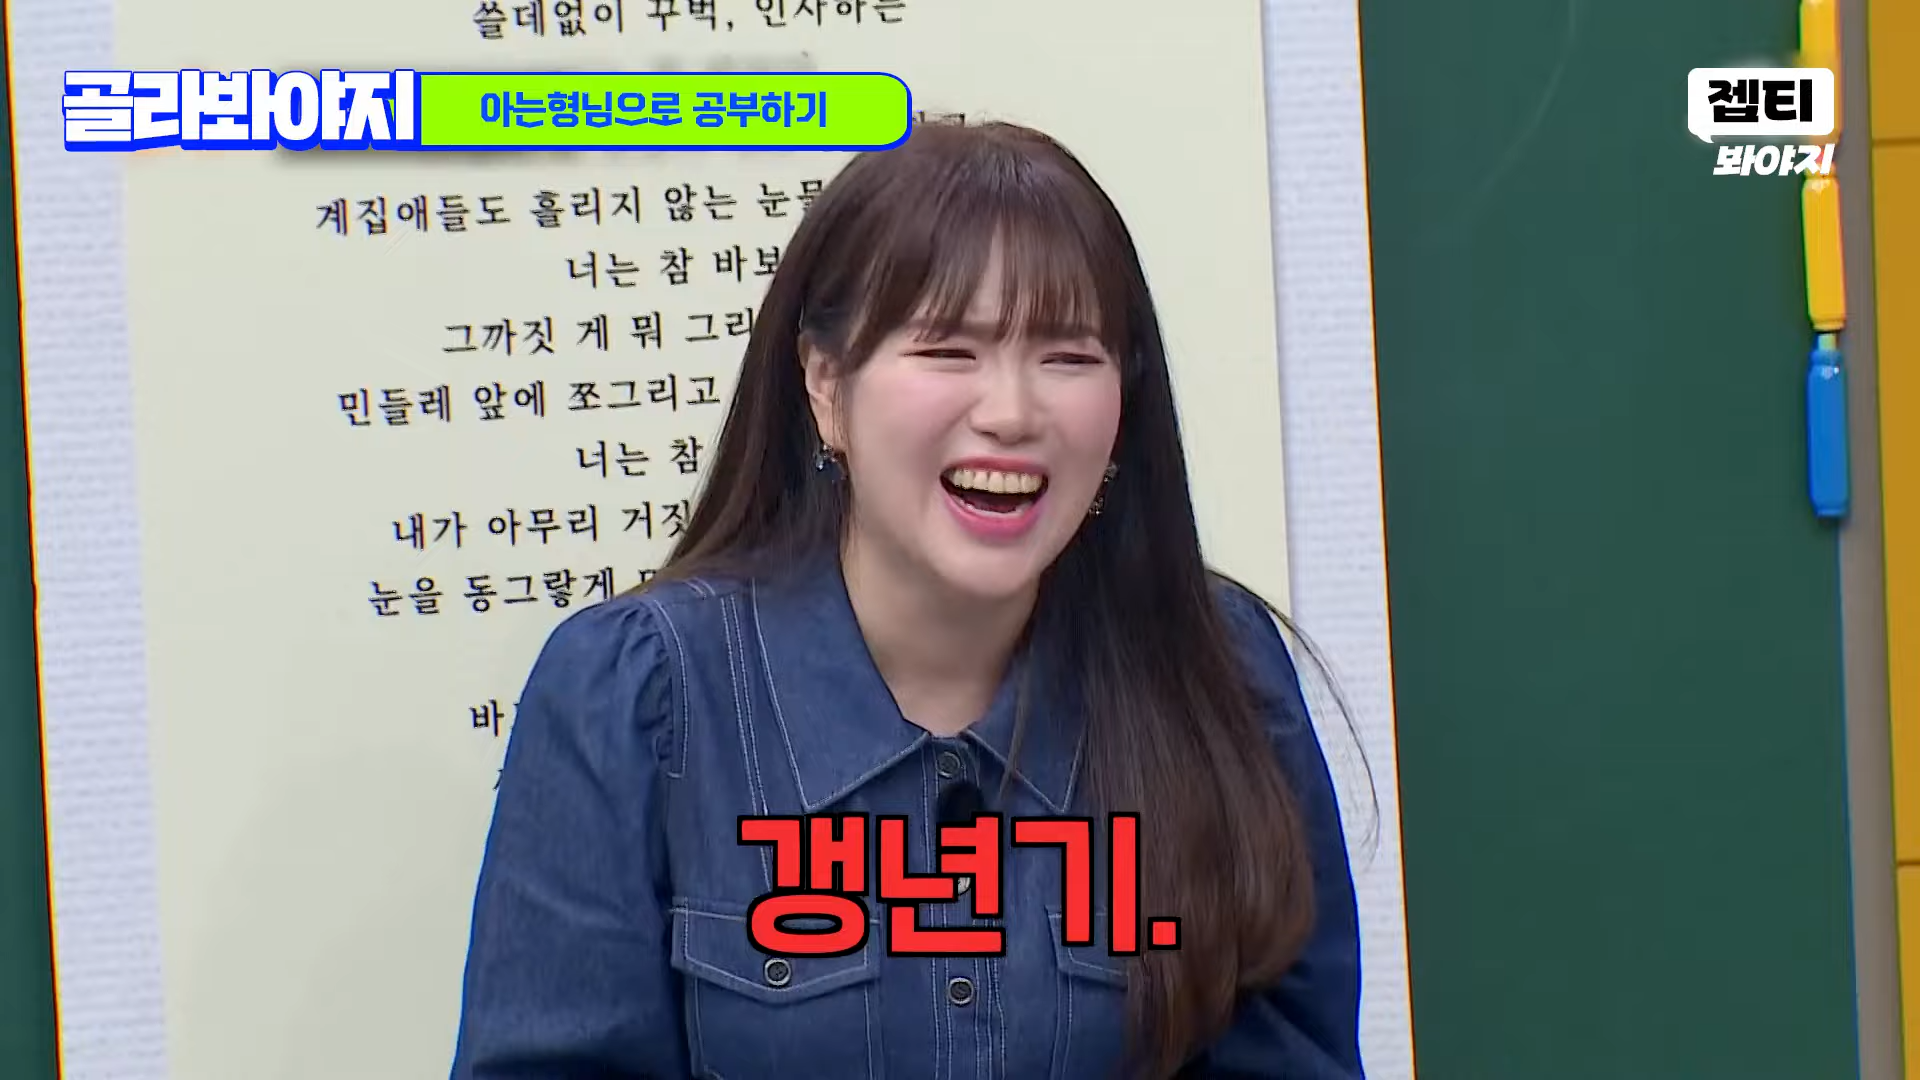 쓸데없이 꾸벅, 인사하는
골라봐야지 아는형님으로 공부하기
젭티
봐야지
계집애들도 흘리지 않는 눈물
너는 참 바보
그까짓 게 뭐 그리
민들레 앞에 쪼그리고
너는 참
내가 아무리 거짓
눈을 동그랗게
바
갱년기.